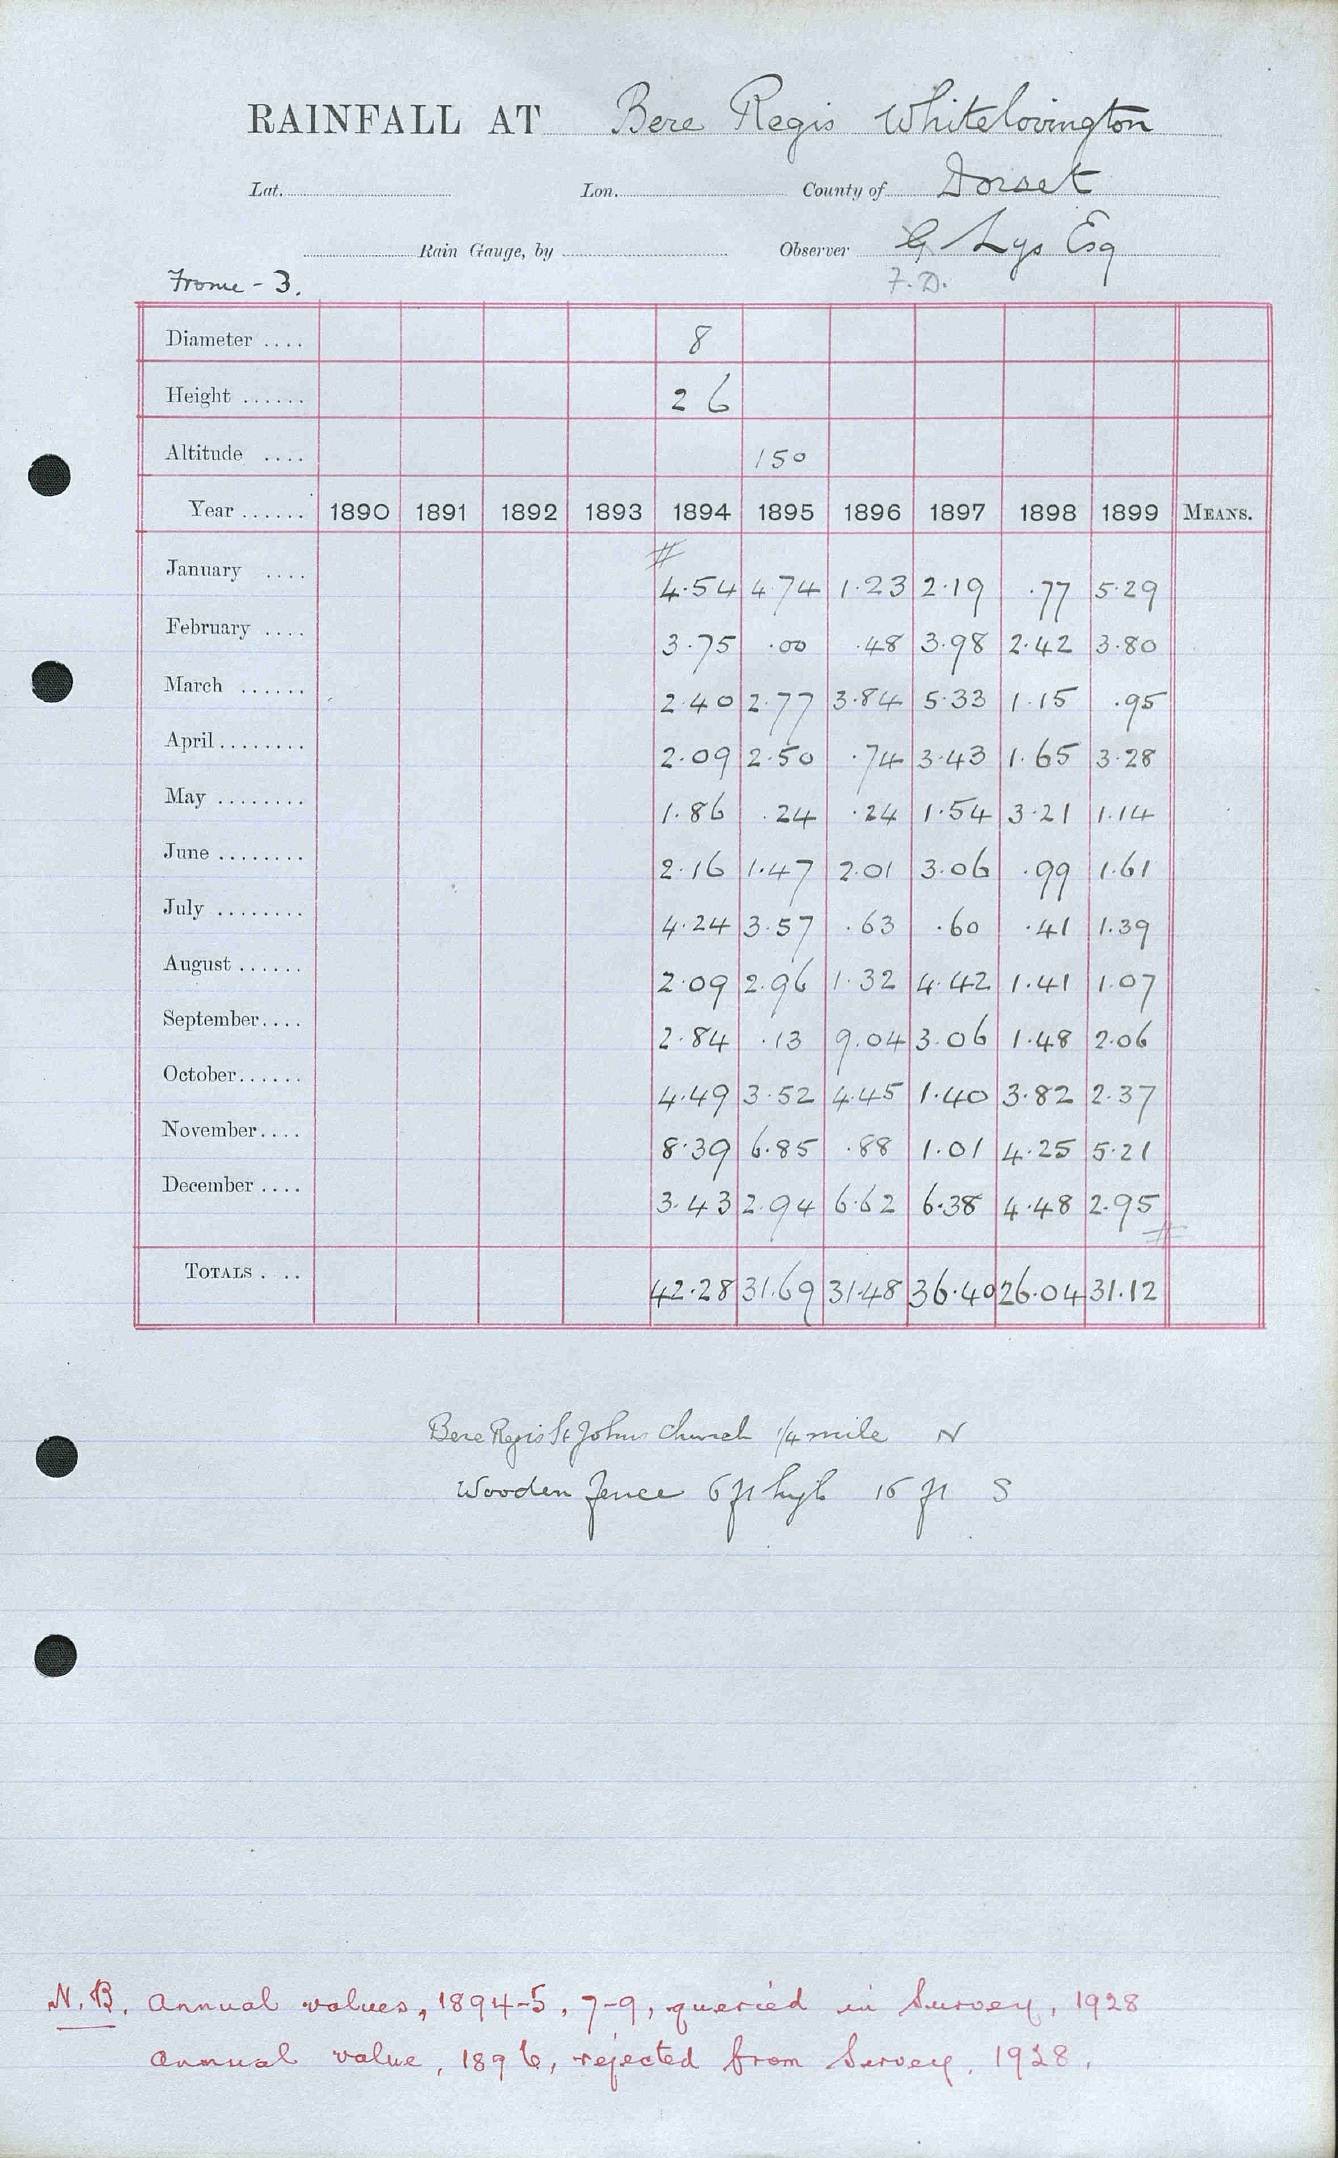 RAINFALL AT Bere Regis Whitelovington
Lat. Lon. County of Dorset
Rain Gauge, by Observer G Lys Esq
Frome - 3. F. D.
Diameter .... 8
Height ...... 2 6
Altitude .... 150
Year ...... 1890 1891 1892 1893 1894 1895 1896 1897 1898 1899 MEANS.
#
January .... 4.54 4.74 1.23 2.19 .77 5.29
February .... 3.75 .00 .48 3.98 2.42 3.80
March ...... 2.40 2.77 3.84 5.33 1.15 .95
April ........ 2.09 2.50 .74 3.43 1.65 3.28
May ........ 1.86 .24 .24 1.54 3.21 1.14
June ........ 2.16 1.47 2.01 3.06 .99 1.61
July ........ 4.24 3.57 .63 .60 .41 1.39
August ...... 2.09 2.96 1.32 4.42 1.41 1.07
September.... 2.84 .13 9.04 3.06 1.48 2.06
October...... 4.49 3.52 4.45 1.40 3.82 2.37
November.... 8.39 6.85 .88 1.01 4.25 5.21
December .... 3.43 2.94 6.62 6.38 4.48 2.95
#
TOTALS .... 42.28 31.69 31.48 36.40 26.04 31.12
Bere Regis St Johns Church 1/4 mile N
Wooden fence 6 ft high 16 ft S
N.B. Annual values, 1894-5, 7-9, queried in Survey, 1928
Annual value, 1896, rejected from Survey, 1928.